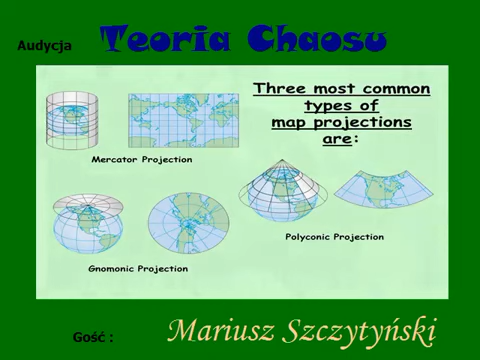 Audycja
Teoria Chaosu
Three most common
types of
map projections
are:
Mercator Projection
Polyconic Projection
Gnomonic Projection
Gość :
Mariusz Szczytyński